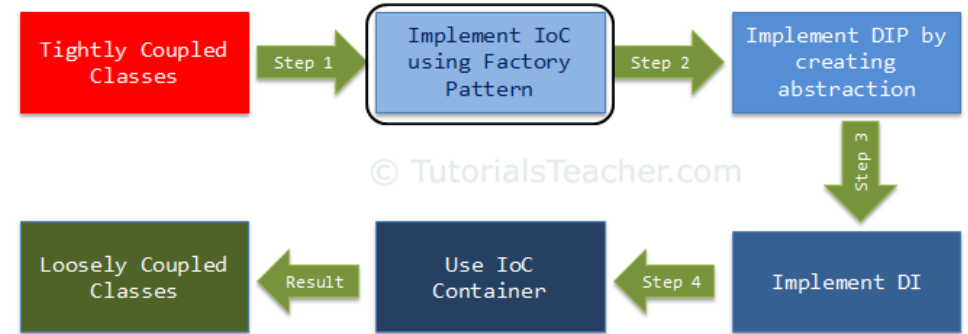 Tightly Coupled
Classes
Step 1
Implement IoC
using Factory
Pattern
Step 2
Implement DIP by
creating
abstraction
Step 3
© TutorialsTeacher.com
Implement DI
Step 4
Use IoC
Container
Result
Loosely Coupled
Classes